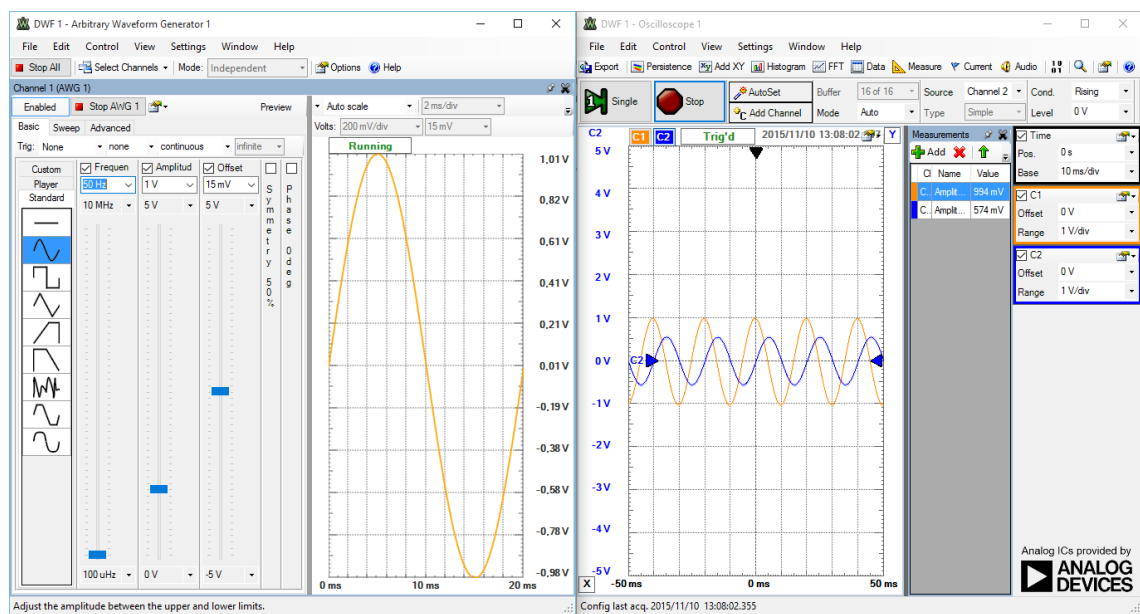 DWF 1 - Arbitrary Waveform Generator 1
File Edit Control View Settings Window Help
Stop All Select Channels Mode: Independent Options Help
Channel 1 (AWG 1)
Enabled Stop AWG 1 Preview
Basic Sweep Advanced
Trig: None none continuous infinite
Custom
Player
Standard
Frequen Amplitud Offset
50 Hz 1 V 15 mV
10 MHz 5 V 5 V
100 uHz 0 V -5 V
Symmetry 50%
Phase 0deg
Auto scale 2 ms/div
Volts: 200 mV/div 15 mV
Running
1,01 V
0,82 V
0,61 V
0,41 V
0,21 V
0,01 V
-0,19 V
-0,38 V
-0,58 V
-0,78 V
-0,98 V
0 ms 10 ms 20 ms
Adjust the amplitude between the upper and lower limits.
DWF 1 - Oscilloscope 1
File Edit Control View Settings Window Help
Export Persistence Add XY Histogram FFT Data Measure Current Audio
Single Stop AutoSet Buffer 16 of 16 Source Channel 2 Cond. Rising
Add Channel Mode Auto Type Simple Level 0 V
C2 C1 C2 Trig'd 2015/11/10 13:08:02 Y
5 V
4 V
3 V
2 V
1 V
0 V
-1 V
-2 V
-3 V
-4 V
-5 V
C2
X -50 ms 0 ms 50 ms
Measurements
Add
Name Value
C.. Amplit... 994 mV
C.. Amplit... 574 mV
Time
Pos. 0 s
Base 10 ms/div
C1
Offset 0 V
Range 1 V/div
C2
Offset 0 V
Range 1 V/div
Analog ICs provided by
ANALOG
DEVICES
Config last acq. 2015/11/10 13:08:02.355